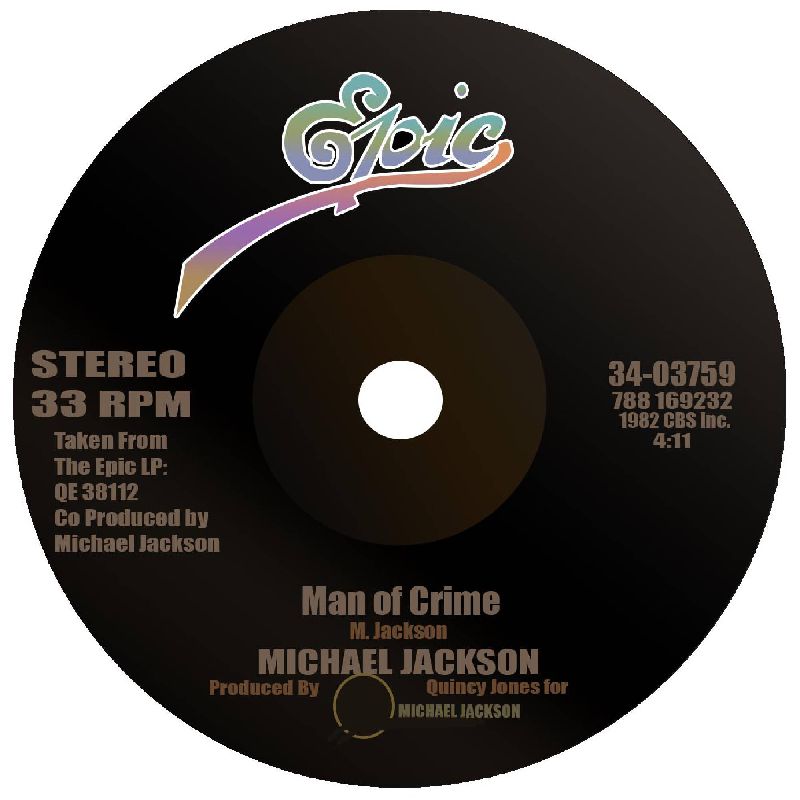 Epic
STEREO
33 RPM
Taken From
The Epic LP:
QE 38112
Co Produced by
Michael Jackson
34-03759
788 169232
1982 CBS Inc.
4:11
Man of Crime
M. Jackson
MICHAEL JACKSON
Produced By Quincy Jones for
MICHAEL JACKSON